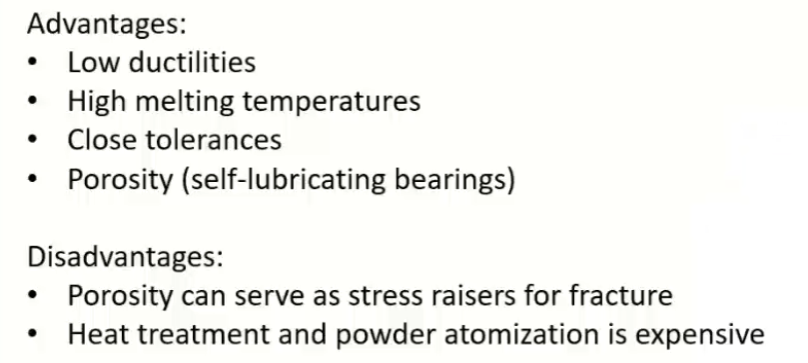 Advantages:
• Low ductilities
• High melting temperatures
• Close tolerances
• Porosity (self-lubricating bearings)
Disadvantages:
• Porosity can serve as stress raisers for fracture
• Heat treatment and powder atomization is expensive